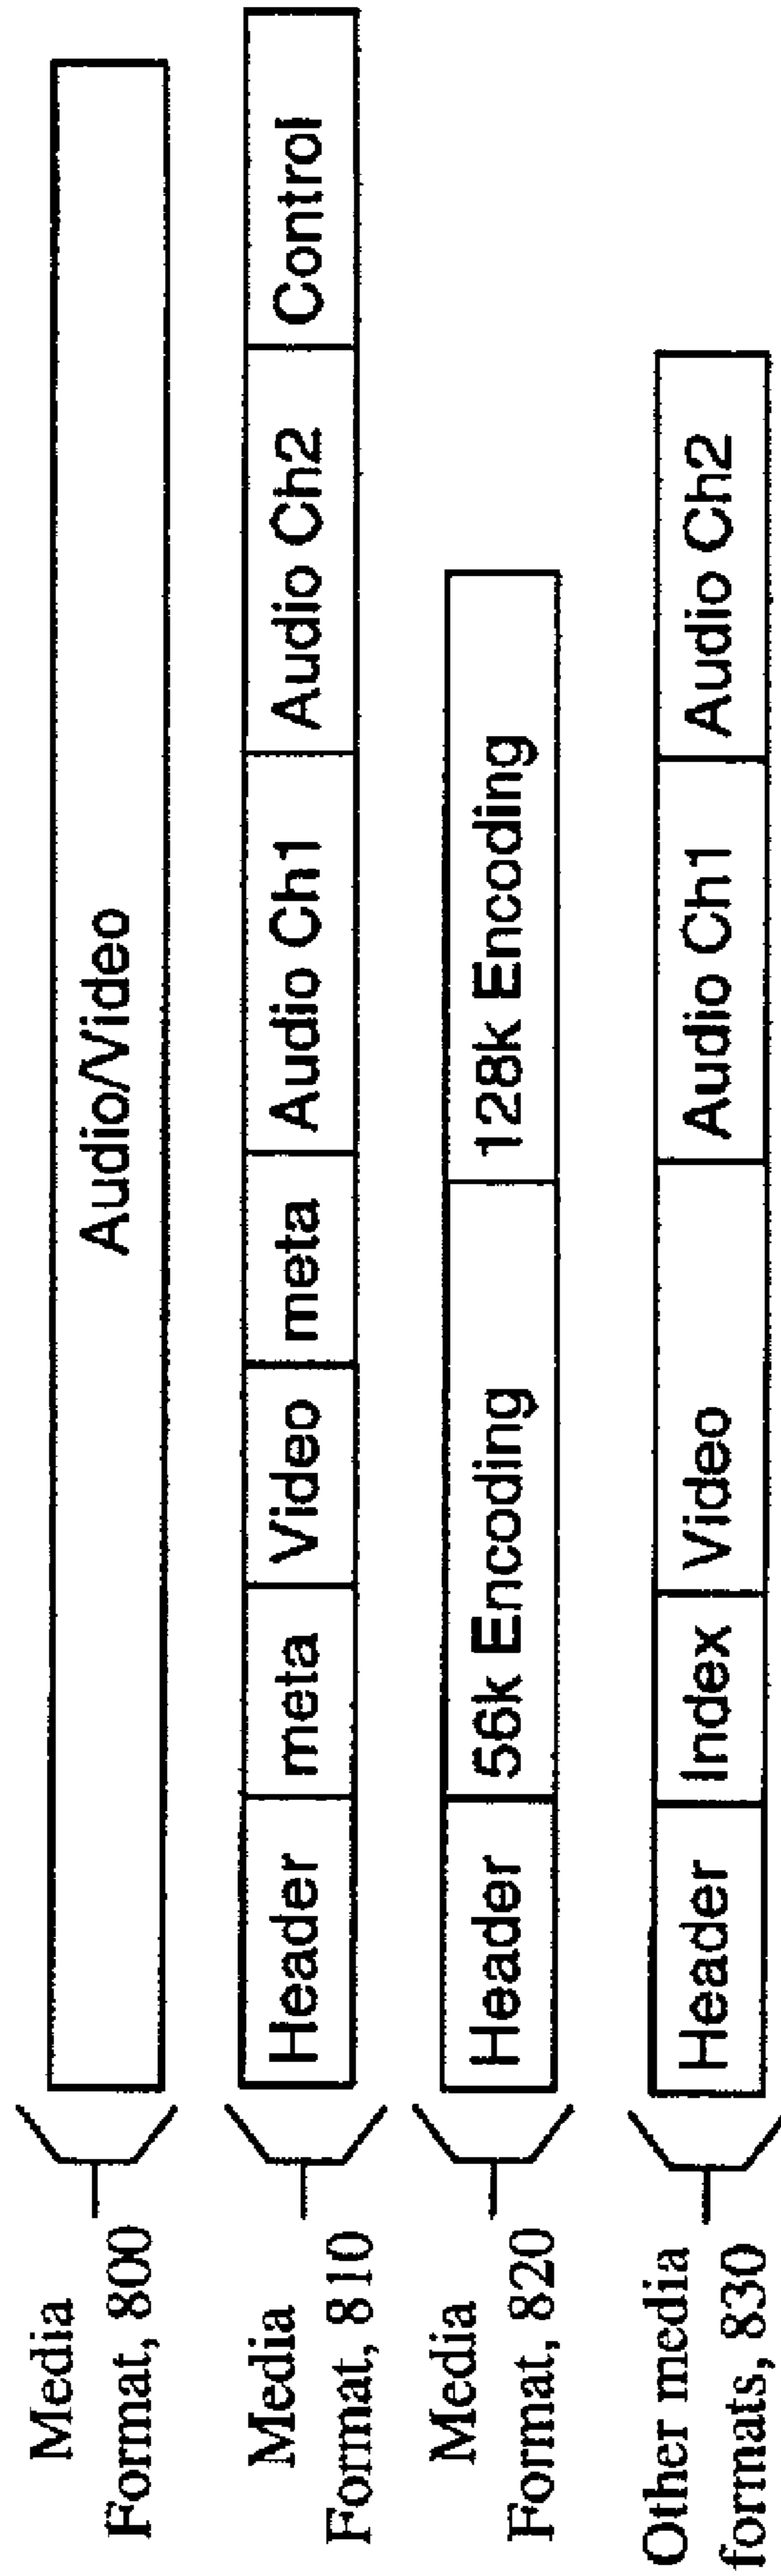 Media
Format, 800
Audio/Video
Media
Format, 810
Header
meta
Video
meta
Audio Ch1
Audio Ch2
Control
Media
Format, 820
Header
56k Encoding
128k Encoding
Other media
formats, 830
Header
Index
Video
Audio Ch1
Audio Ch2